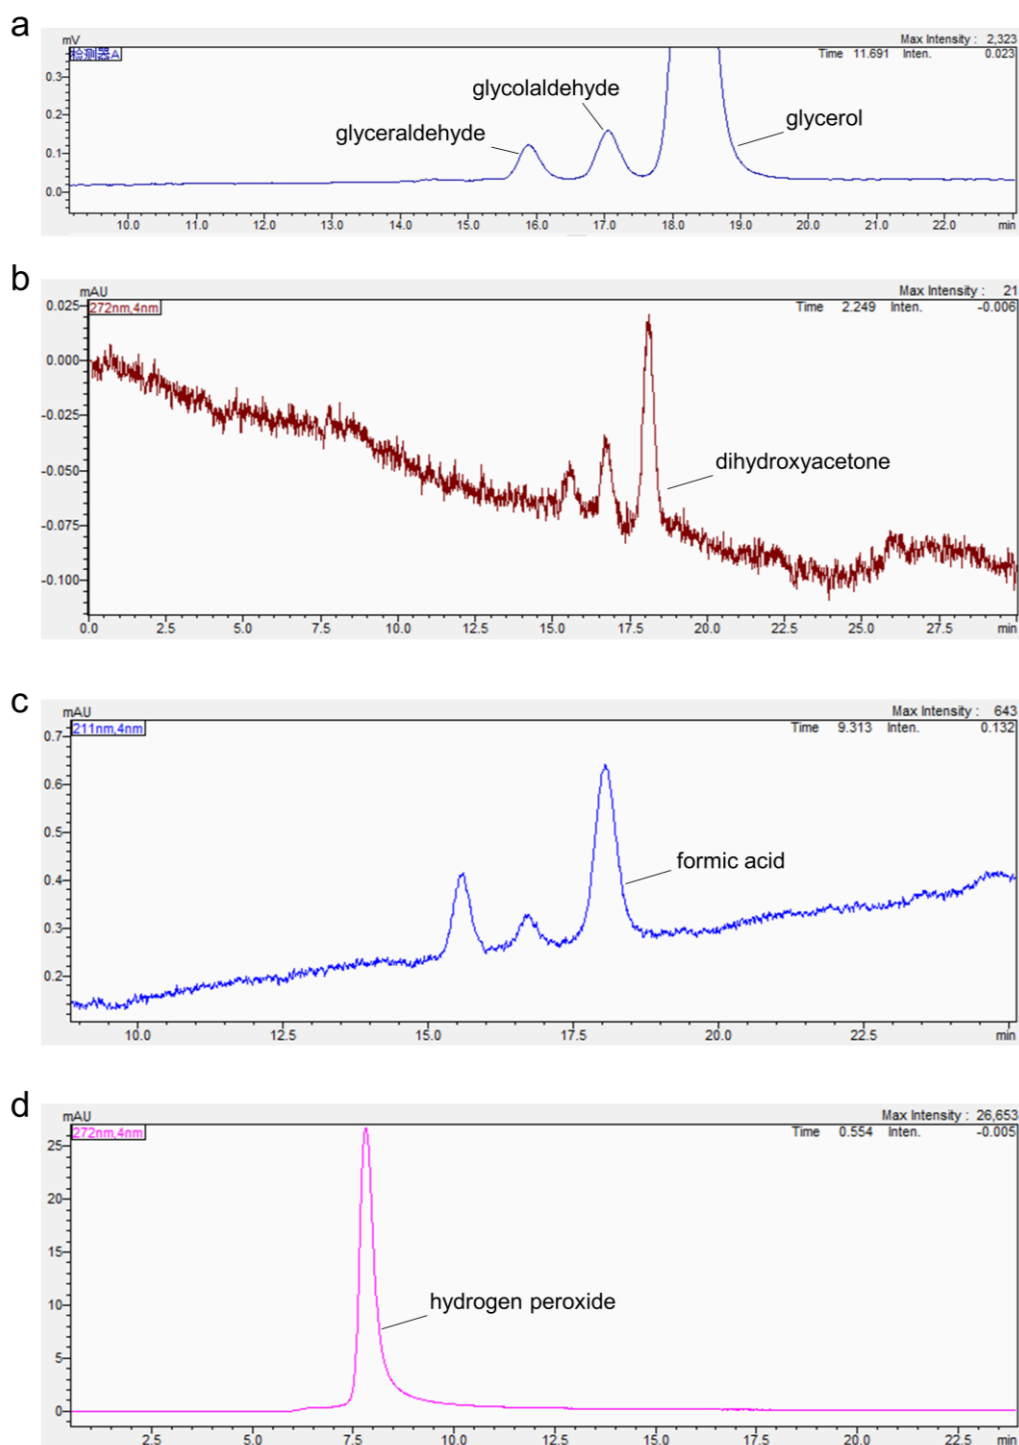 a
mV
Max Intensity : 2,323
检测器A
Time 11.691 Inten. 0.023
0.3
glycolaldehyde
0.2
glyceraldehyde
glycerol
0.1
0.0
10.0 11.0 12.0 13.0 14.0 15.0 16.0 17.0 18.0 19.0 20.0 21.0 22.0 min
b
mAU
Max Intensity : 21
0.025
272nm,4nm
Time 2.249 Inten. -0.006
0.000
-0.025
-0.050
dihydroxyacetone
-0.075
-0.100
0.0 2.5 5.0 7.5 10.0 12.5 15.0 17.5 20.0 22.5 25.0 27.5 min
c
mAU
Max Intensity : 643
0.7
211nm,4nm
Time 9.313 Inten. 0.132
0.6
0.5
formic acid
0.4
0.3
0.2
10.0 12.5 15.0 17.5 20.0 22.5 min
d
mAU
Max Intensity : 26,653
272nm,4nm
Time 0.554 Inten. -0.005
25
20
15
10
hydrogen peroxide
5
0
2.5 5.0 7.5 10.0 12.5 15.0 17.5 20.0 22.5 min